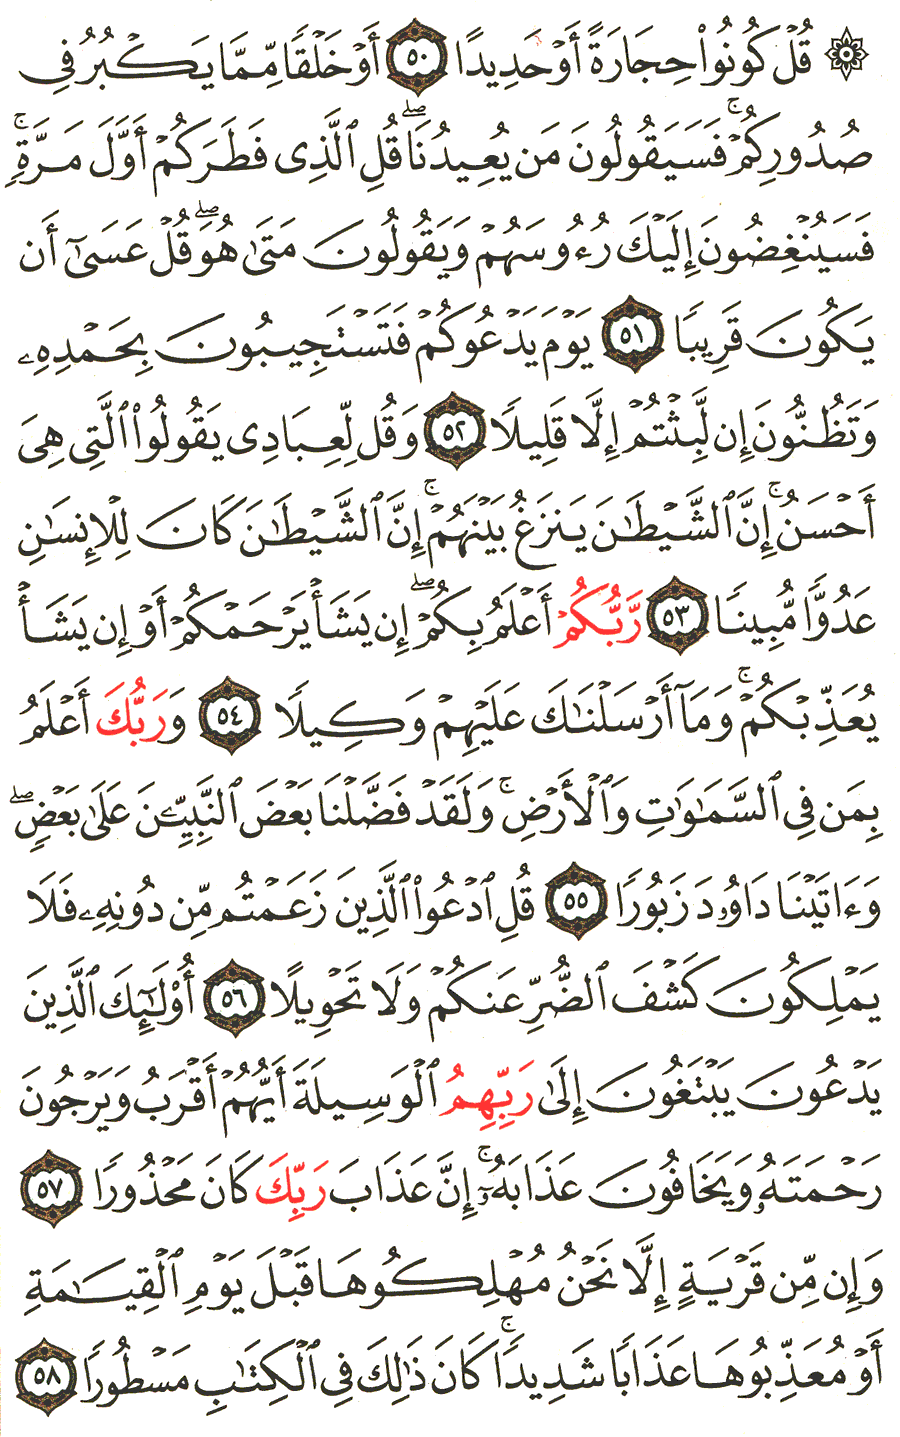 ۞ قُلۡ كُونُواْ حِجَارَةً أَوۡ حَدِيدًا ٥٠ أَوۡ خَلۡقٗا مِّمَّا يَكۡبُرُ فِي
صُدُورِكُمۡۚ فَسَيَقُولُونَ مَن يُعِيدُنَاۖ قُلِ ٱلَّذِي فَطَرَكُمۡ أَوَّلَ مَرَّةٖۚ
فَسَيُنۡغِضُونَ إِلَيۡكَ رُءُوسَهُمۡ وَيَقُولُونَ مَتَىٰ هُوَۖ قُلۡ عَسَىٰٓ أَن
يَكُونَ قَرِيبٗا ٥١ يَوۡمَ يَدۡعُوكُمۡ فَتَسۡتَجِيبُونَ بِحَمۡدِهِۦ
وَتَظُنُّونَ إِن لَّبِثۡتُمۡ إِلَّا قَلِيلٗا ٥٢ وَقُل لِّعِبَادِي يَقُولُواْ ٱلَّتِي هِيَ
أَحۡسَنُۚ إِنَّ ٱلشَّيۡطَٰنَ يَنزَغُ بَيۡنَهُمۡۚ إِنَّ ٱلشَّيۡطَٰنَ كَانَ لِلۡإِنسَٰنِ
عَدُوّٗا مُّبِينٗا ٥٣ رَّبُّكُمۡ أَعۡلَمُ بِكُمۡۖ إِن يَشَأۡ يَرۡحَمۡكُمۡ أَوۡ إِن يَشَأۡ
يُعَذِّبۡكُمۡۚ وَمَآ أَرۡسَلۡنَٰكَ عَلَيۡهِمۡ وَكِيلٗا ٥٤ وَرَبُّكَ أَعۡلَمُ
بِمَن فِي ٱلسَّمَٰوَٰتِ وَٱلۡأَرۡضِۚ وَلَقَدۡ فَضَّلۡنَا بَعۡضَ ٱلنَّبِيِّـۧنَ عَلَىٰ بَعۡضٖۖ
وَءَاتَيۡنَا دَاوُۥدَ زَبُورٗا ٥٥ قُلِ ٱدۡعُواْ ٱلَّذِينَ زَعَمۡتُم مِّن دُونِهِۦ فَلَا
يَمۡلِكُونَ كَشۡفَ ٱلضُّرِّ عَنكُمۡ وَلَا تَحۡوِيلًا ٥٦ أُوْلَٰٓئِكَ ٱلَّذِينَ
يَدۡعُونَ يَبۡتَغُونَ إِلَىٰ رَبِّهِمُ ٱلۡوَسِيلَةَ أَيُّهُمۡ أَقۡرَبُ وَيَرۡجُونَ
رَحۡمَتَهُۥ وَيَخَافُونَ عَذَابَهُۥٓۚ إِنَّ عَذَابَ رَبِّكَ كَانَ مَحۡذُورٗا ٥٧
وَإِن مِّن قَرۡيَةٍ إِلَّا نَحۡنُ مُهۡلِكُوهَا قَبۡلَ يَوۡمِ ٱلۡقِيَٰمَةِ
أَوۡ مُعَذِّبُوهَا عَذَابٗا شَدِيدٗاۚ كَانَ ذَٰلِكَ فِي ٱلۡكِتَٰبِ مَسۡطُورٗا ٥٨